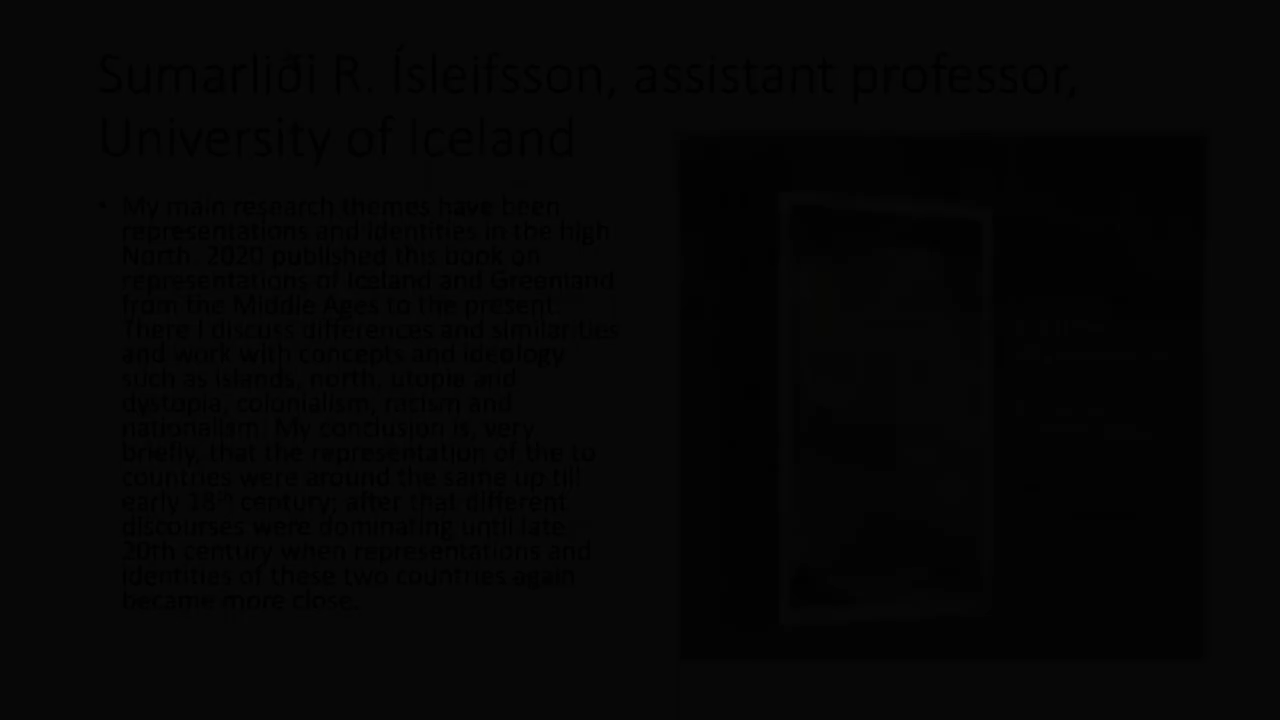 Sumarliði R. Ísleifsson, assistant professor,
University of Iceland
• My main research themes have been
representations and identities in the high
North. 2020 published this book on
representations of Iceland and Greenland
from the Middle Ages to the present.
There I discuss differences and similarities
and work with concepts and ideology
such as islands, north, utopia and
dystopia, colonialism, racism and
nationalism. My conclusion is, very
briefly, that the representation of the to
countries were around the same up till
early 18th century; after that different
discourses were dominating until late
20th century when representations and
identities of these two countries again
became more close.